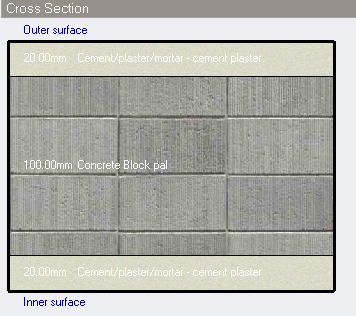 Cross Section
Outer surface
20.00mm Cement/plaster/mortar - cement plaster
100.00mm Concrete Block pal
20.00mm Cement/plaster/mortar - cement plaster
Inner surface